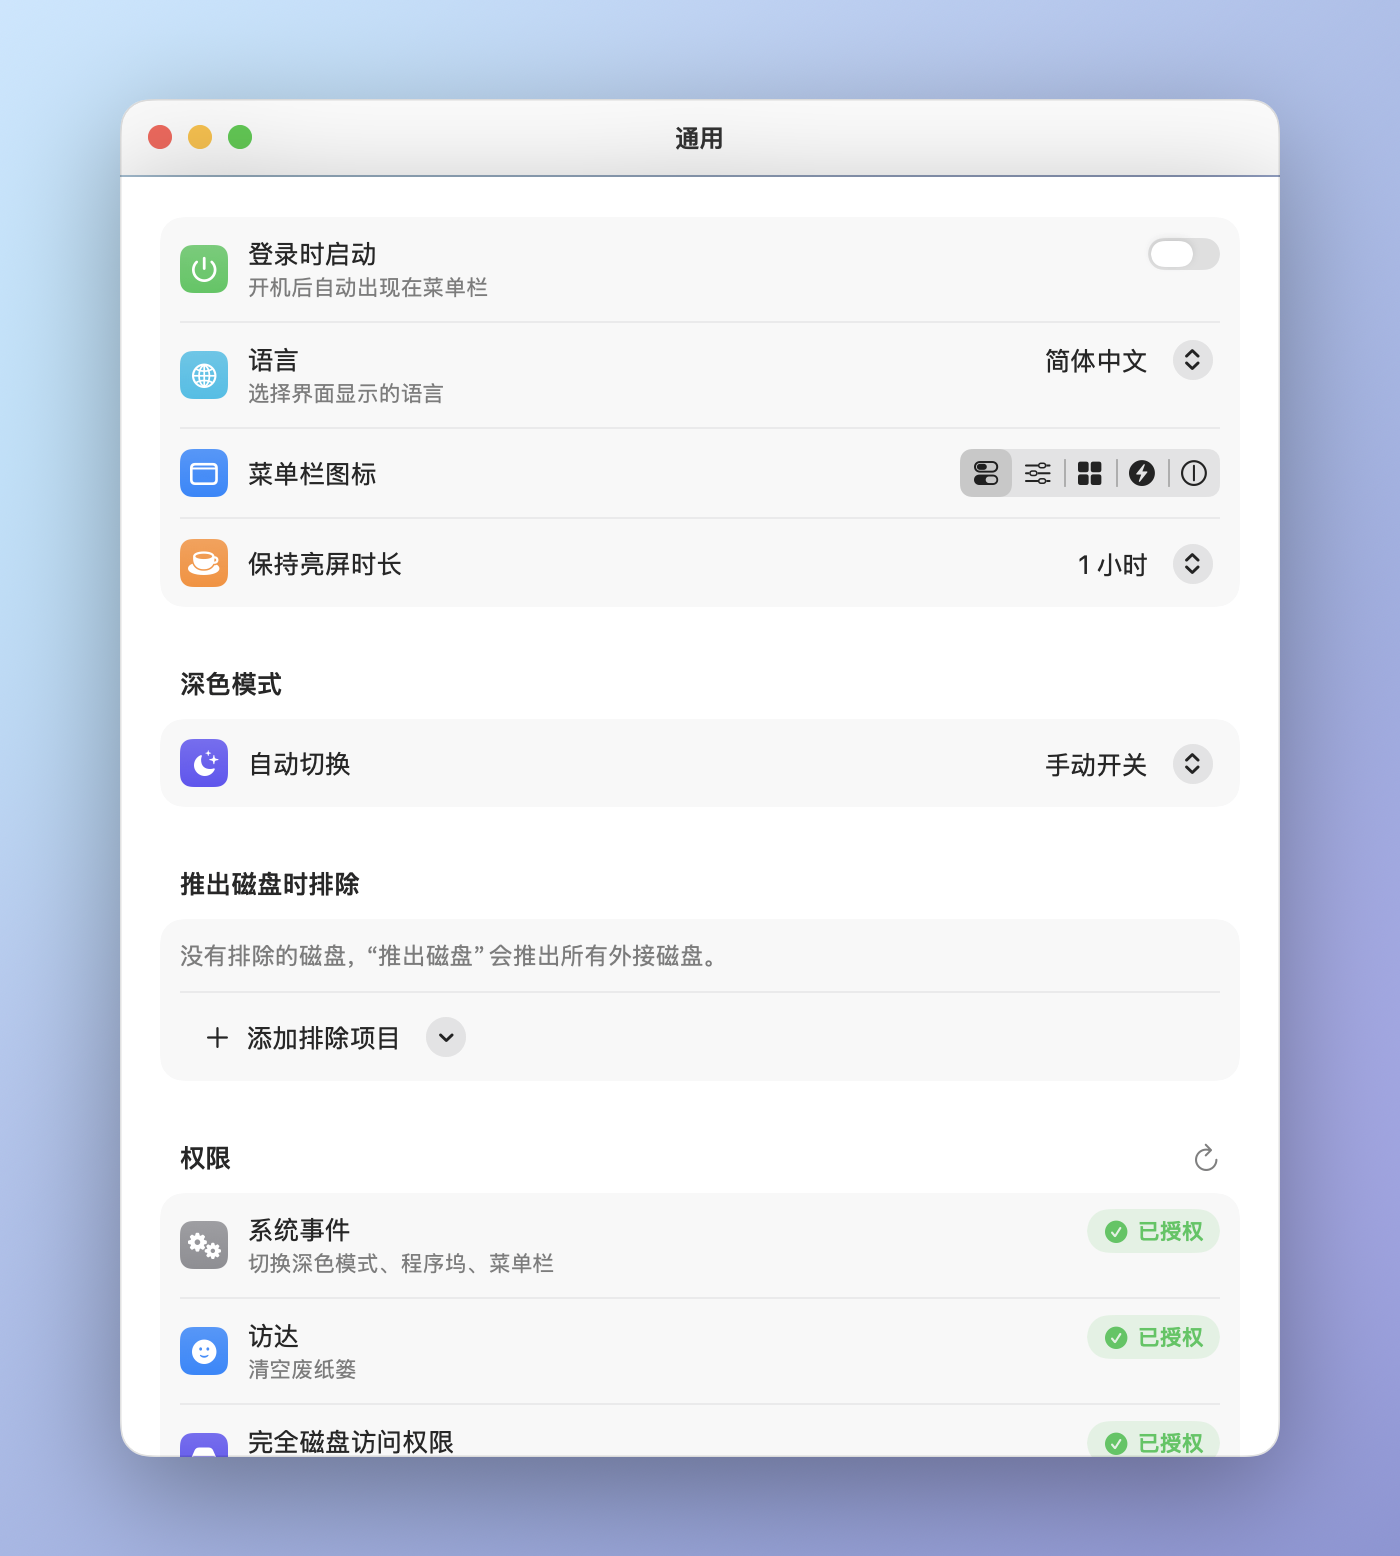 通用
登录时启动
开机后自动出现在菜单栏
语言
简体中文
选择界面显示的语言
菜单栏图标
保持亮屏时长
1 小时
深色模式
自动切换
手动开关
推出磁盘时排除
没有排除的磁盘，“推出磁盘” 会推出所有外接磁盘。
添加排除项目
权限
系统事件
已授权
切换深色模式、程序坞、菜单栏
访达
已授权
清空废纸篓
完全磁盘访问权限
已授权